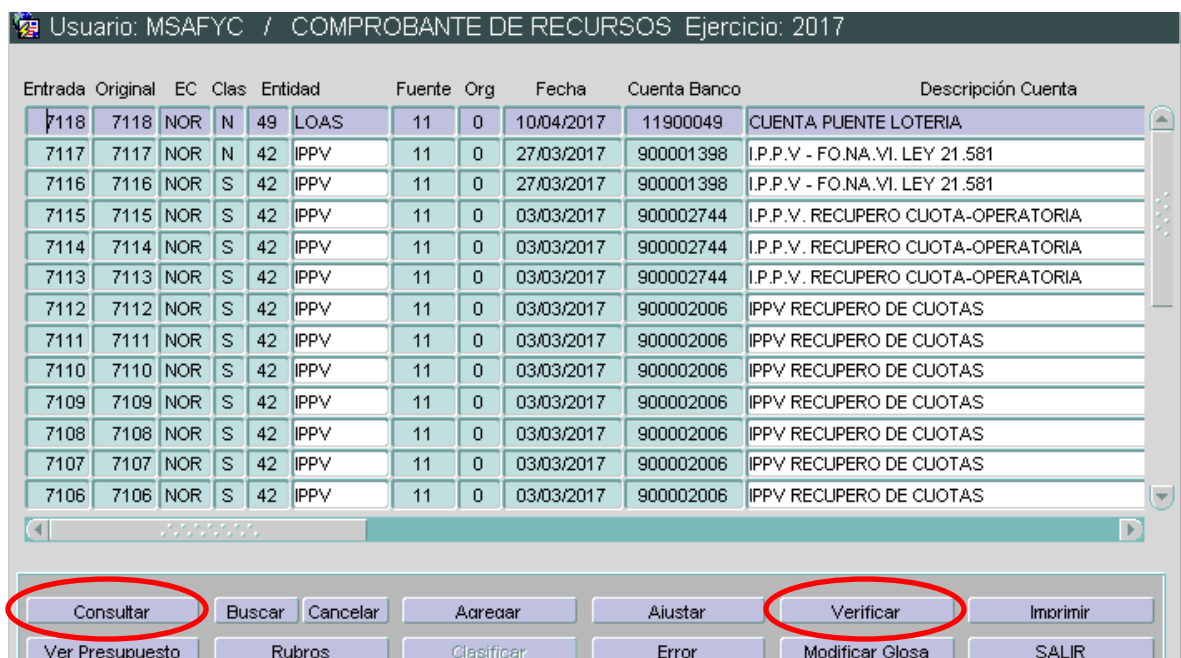 Usuario: MSAFYC / COMPROBANTE DE RECURSOS Ejercicio: 2017
Entrada Original EC Clas Entidad Fuente Org Fecha Cuenta Banco Descripción Cuenta
7118 7118 NOR N 49 LOAS 11 0 10/04/2017 11900049 CUENTA PUENTE LOTERIA
7117 7117 NOR N 42 IPPV 11 0 27/03/2017 900001398 I.P.P.V - FO.NA.VI. LEY 21.581
7116 7116 NOR S 42 IPPV 11 0 27/03/2017 900001398 I.P.P.V - FO.NA.VI. LEY 21.581
7115 7115 NOR S 42 IPPV 11 0 03/03/2017 900002744 I.P.P.V. RECUPERO CUOTA-OPERATORIA
7114 7114 NOR S 42 IPPV 11 0 03/03/2017 900002744 I.P.P.V. RECUPERO CUOTA-OPERATORIA
7113 7113 NOR S 42 IPPV 11 0 03/03/2017 900002744 I.P.P.V. RECUPERO CUOTA-OPERATORIA
7112 7112 NOR S 42 IPPV 11 0 03/03/2017 900002006 IPPV RECUPERO DE CUOTAS
7111 7111 NOR S 42 IPPV 11 0 03/03/2017 900002006 IPPV RECUPERO DE CUOTAS
7110 7110 NOR S 42 IPPV 11 0 03/03/2017 900002006 IPPV RECUPERO DE CUOTAS
7109 7109 NOR S 42 IPPV 11 0 03/03/2017 900002006 IPPV RECUPERO DE CUOTAS
7108 7108 NOR S 42 IPPV 11 0 03/03/2017 900002006 IPPV RECUPERO DE CUOTAS
7107 7107 NOR S 42 IPPV 11 0 03/03/2017 900002006 IPPV RECUPERO DE CUOTAS
7106 7106 NOR S 42 IPPV 11 0 03/03/2017 900002006 IPPV RECUPERO DE CUOTAS
Consultar Buscar Cancelar Agregar Ajustar Verificar Imprimir
Ver Presupuesto Rubros Clasificar Error Modificar Glosa SALIR